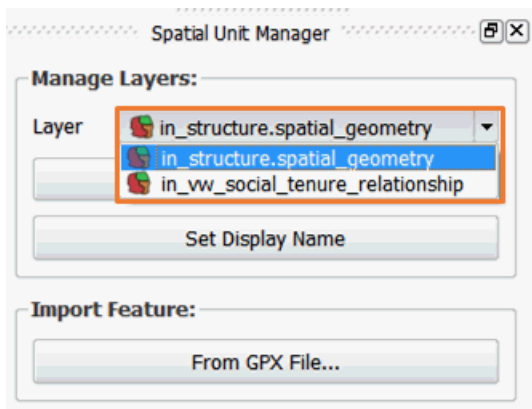 Spatial Unit Manager
Manage Layers:
Layer in_structure.spatial_geometry
in_structure.spatial_geometry
in_vw_social_tenure_relationship
Set Display Name
Import Feature:
From GPX File...